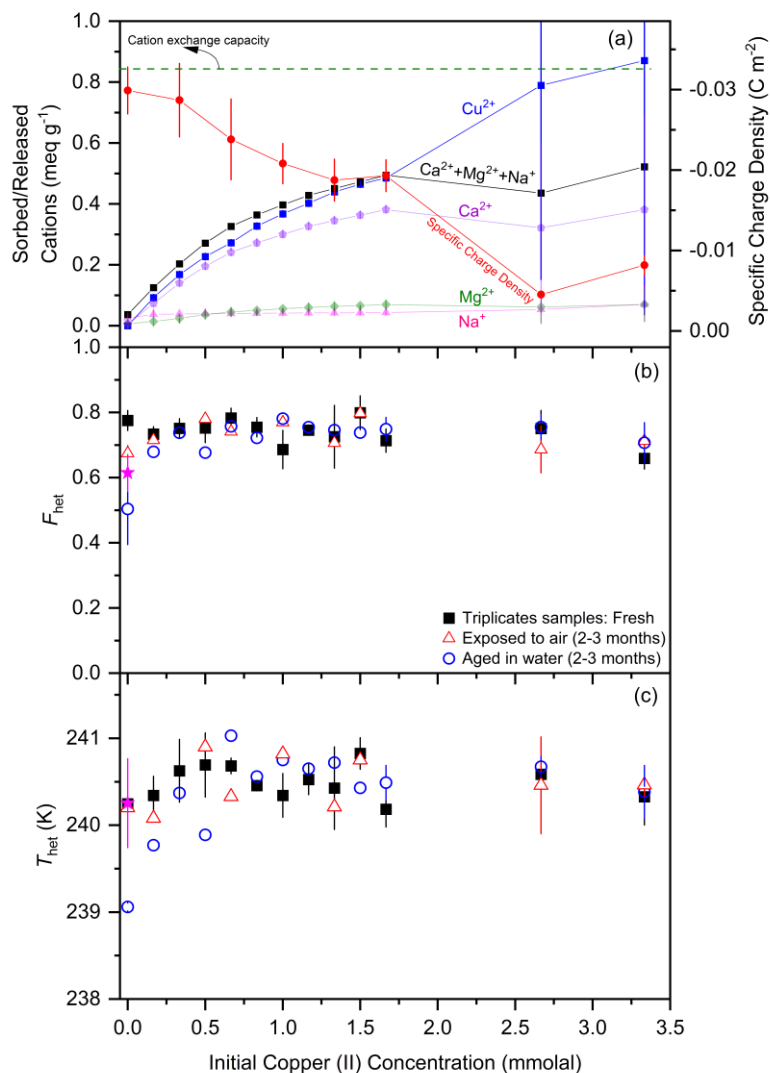 1.0
0.8
0.6
0.4
0.2
0.0
Sorbed/Released
Cations (meq g⁻¹)
Cation exchange capacity
(a)
Cu²⁺
Ca²⁺+Mg²⁺+Na⁺
Ca²⁺
Specific Charge Density
Mg²⁺
Na⁺
-0.03
-0.02
-0.01
0.00
Specific Charge Density (C m⁻²)
1.0
0.8
0.6
0.4
0.2
0.0
F_het
(b)
Triplicates samples: Fresh
Exposed to air (2-3 months)
Aged in water (2-3 months)
241
240
239
238
T_het (K)
(c)
0.0 0.5 1.0 1.5 2.0 2.5 3.0 3.5
Initial Copper (II) Concentration (mmolal)